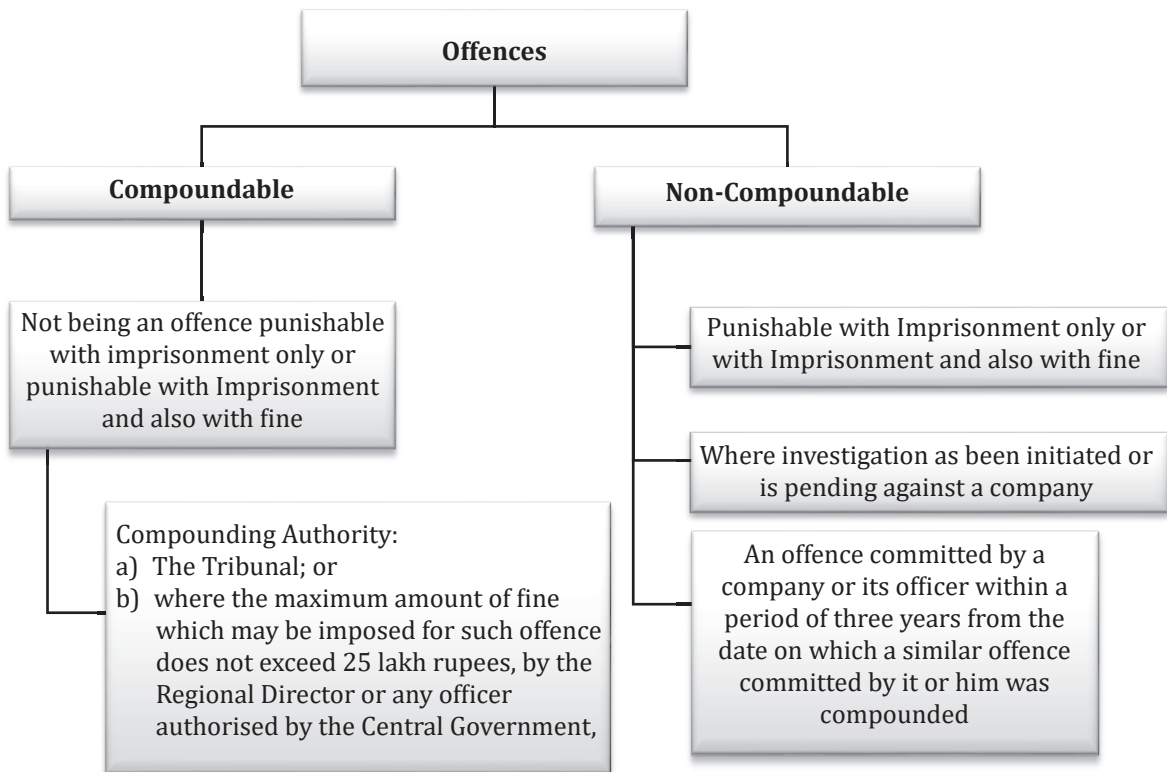 Offences
Compoundable
Not being an offence punishable
with imprisonment only or
punishable with Imprisonment
and also with fine
Compounding Authority:
a) The Tribunal; or
b) where the maximum amount of fine
which may be imposed for such offence
does not exceed 25 lakh rupees, by the
Regional Director or any officer
authorised by the Central Government,
Non-Compoundable
Punishable with Imprisonment only or
with Imprisonment and also with fine
Where investigation as been initiated or
is pending against a company
An offence committed by a
company or its officer within a
period of three years from the
date on which a similar offence
committed by it or him was
compounded